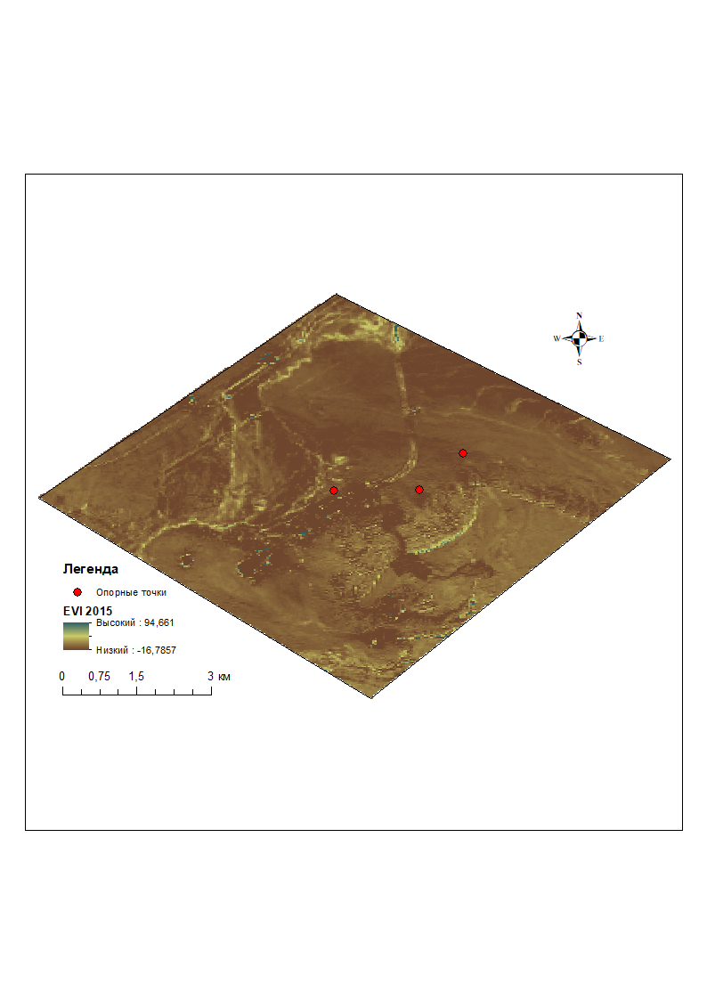 N
W E
S
Легенда
Опорные точки
EVI 2015
Высокий : 94,661
Низкий : -16,7857
0 0,75 1,5 3 км